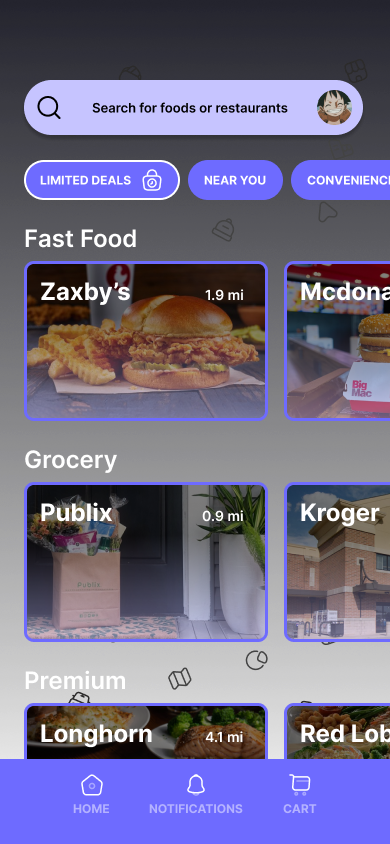 Search for foods or restaurants
LIMITED DEALS
NEAR YOU
CONVENIENC
Fast Food
Zaxby's
1.9 mi
Mcdona
Big
Mac
Grocery
Publix
0.9 mi
Kroger
Publix
Premium
Longhorn
4.1 mi
Red Lob
HOME
NOTIFICATIONS
CART